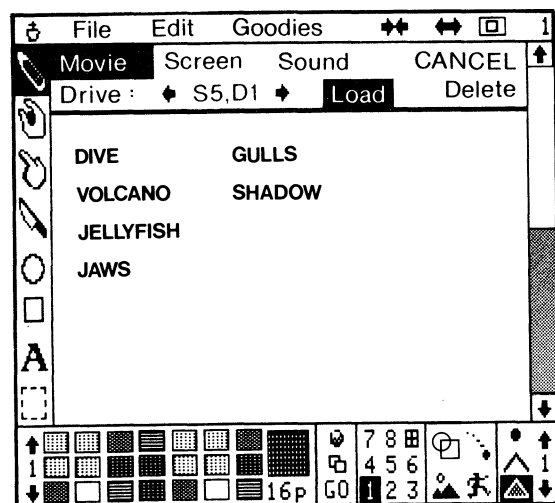 File Edit Goodies 1
Movie Screen Sound CANCEL
Drive : S5,D1 Load Delete
DIVE GULLS
VOLCANO SHADOW
JELLYFISH
JAWS
A
7 8
1 4 5 6 1
16p GO 1 2 3